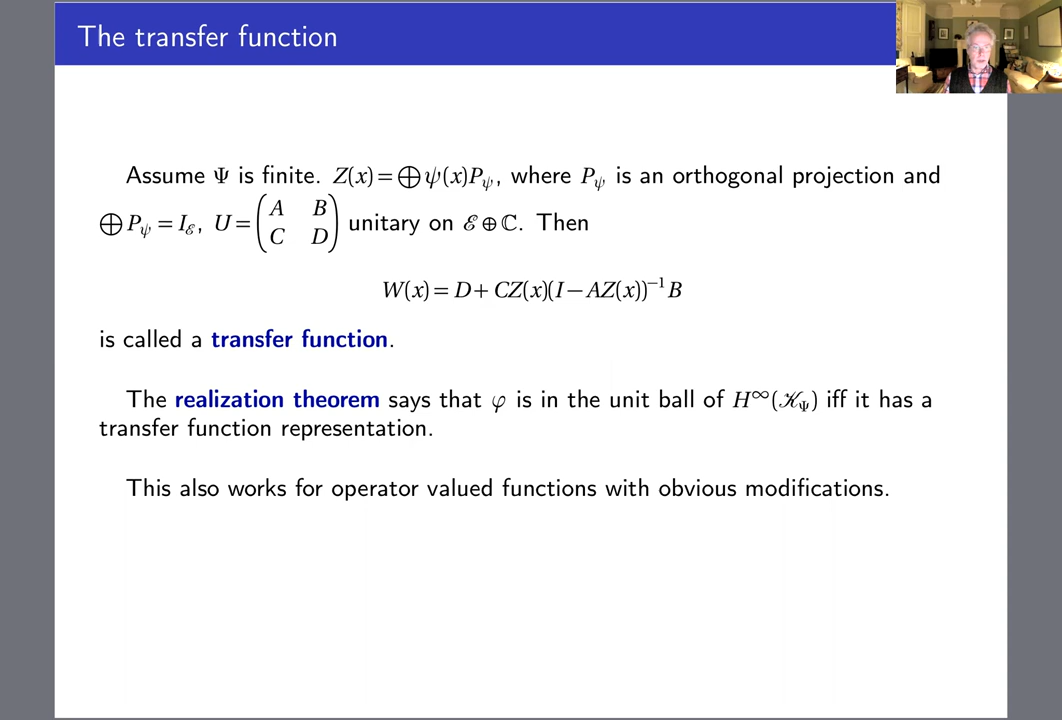 The transfer function
Assume Ψ is finite. Z(x) = ⨁ ψ(x)P_ψ, where P_ψ is an orthogonal projection and
⨁ P_ψ = I_ℰ, U = (A B; C D) unitary on ℰ ⊕ ℂ. Then
W(x) = D + CZ(x)(I − AZ(x))⁻¹B
is called a transfer function.
The realization theorem says that φ is in the unit ball of H^∞(𝒦_Ψ) iff it has a
transfer function representation.
This also works for operator valued functions with obvious modifications.